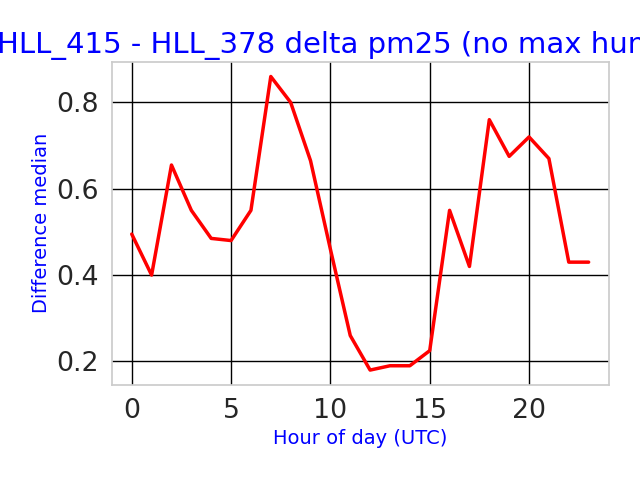 HLL_415 - HLL_378 delta pm25 (no max
Difference median
0.8
0.6
0.4
0.2
0 5 10 15 20
Hour of day (UTC)